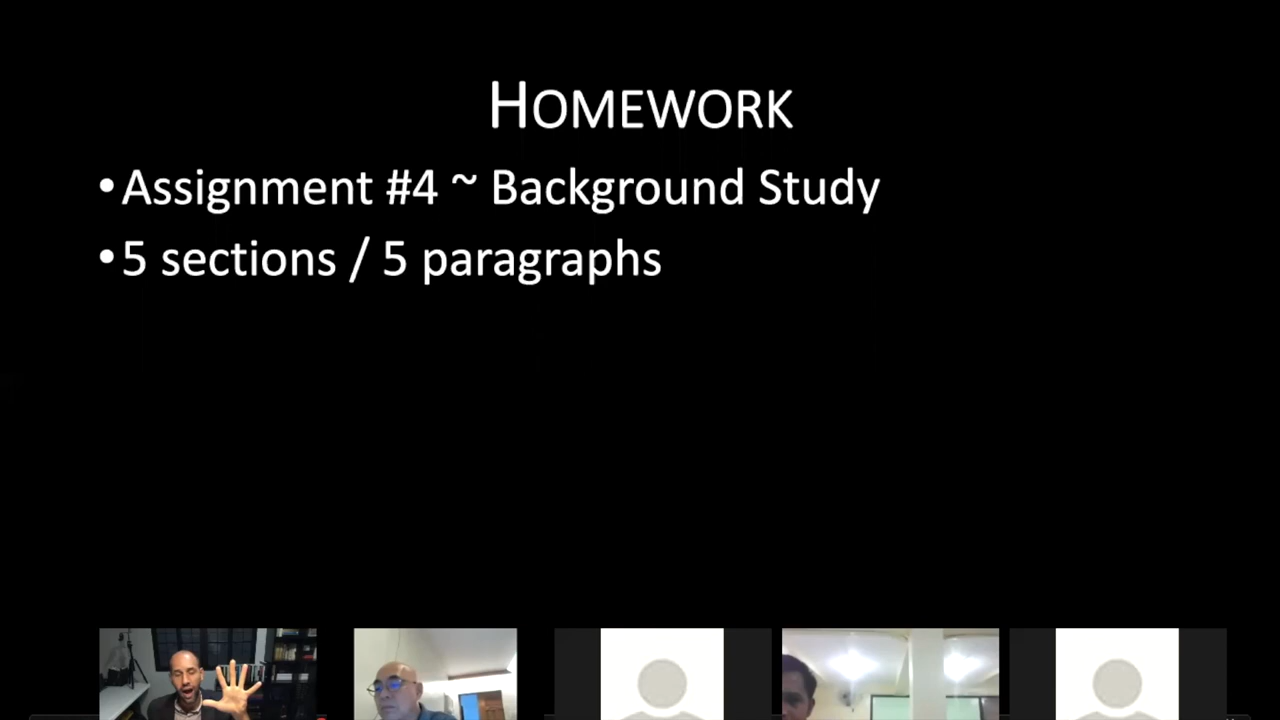 HOMEWORK
•Assignment #4 ~ Background Study
•5 sections / 5 paragraphs